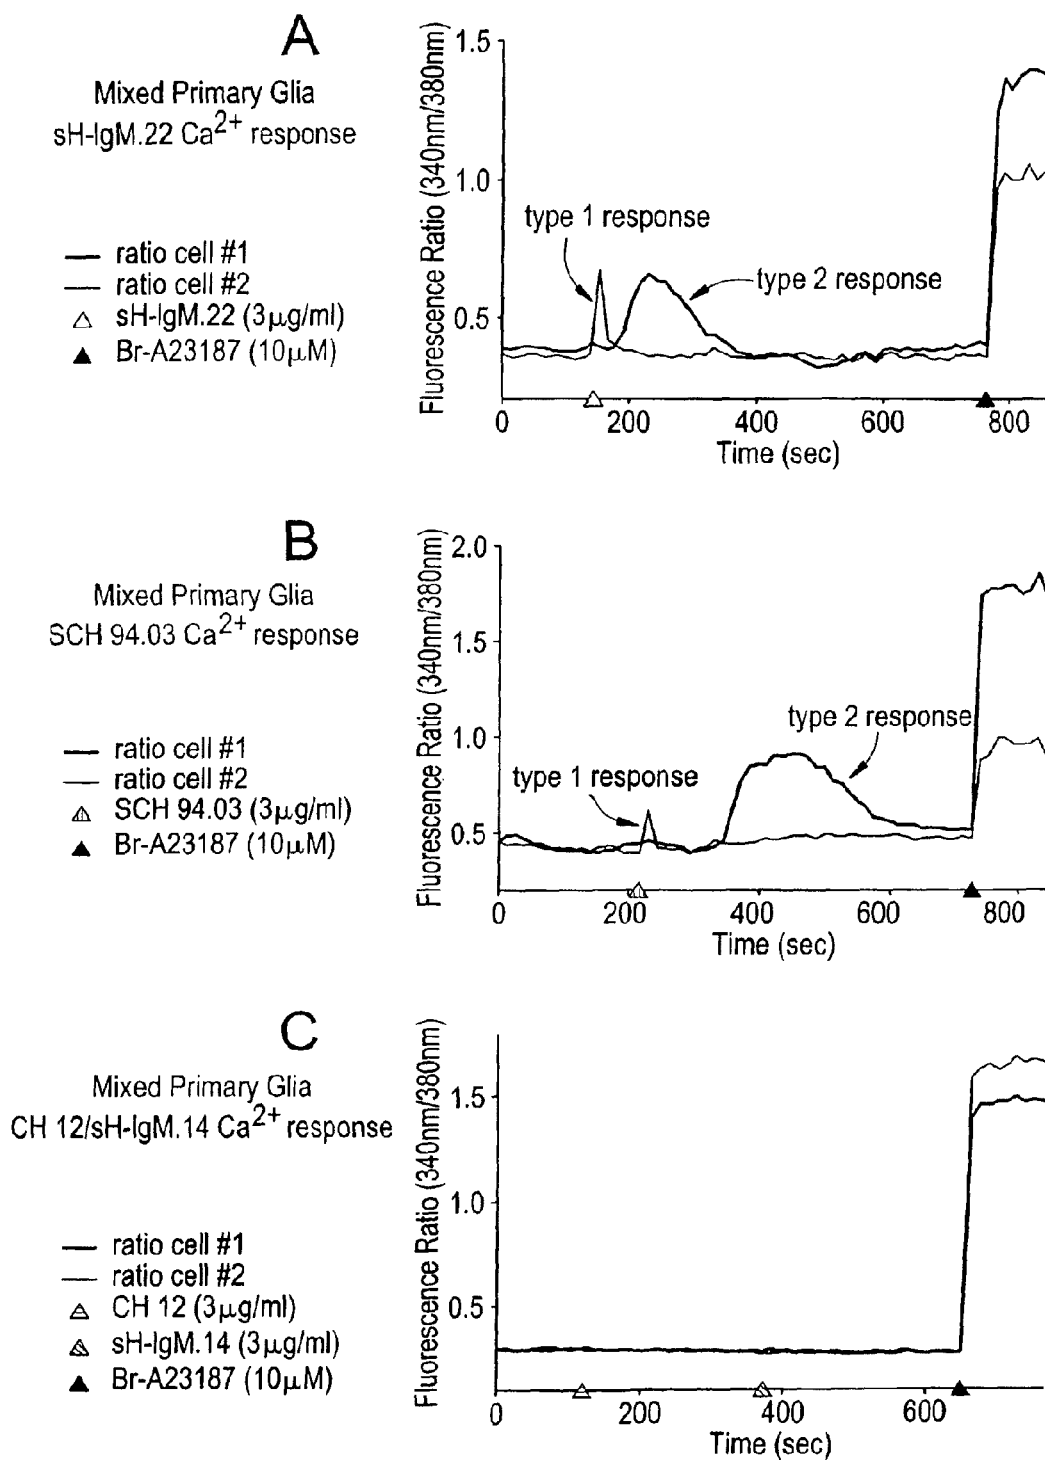 A
Mixed Primary Glia
sH-IgM.22 Ca2+ response
ratio cell #1
ratio cell #2
sH-IgM.22 (3µg/ml)
Br-A23187 (10µM)
Fluorescence Ratio (340nm/380nm)
1.5
1.0
0.5
type 1 response
type 2 response
0 200 400 600 800
Time (sec)
B
Mixed Primary Glia
SCH 94.03 Ca2+ response
ratio cell #1
ratio cell #2
SCH 94.03 (3µg/ml)
Br-A23187 (10µM)
Fluorescence Ratio (340nm/380nm)
2.0
1.5
1.0
0.5
type 1 response
type 2 response
0 200 400 600 800
Time (sec)
C
Mixed Primary Glia
CH 12/sH-IgM.14 Ca2+ response
ratio cell #1
ratio cell #2
CH 12 (3µg/ml)
sH-IgM.14 (3µg/ml)
Br-A23187 (10µM)
Fluorescence Ratio (340nm/380nm)
1.5
1.0
0.5
0 200 400 600
Time (sec)